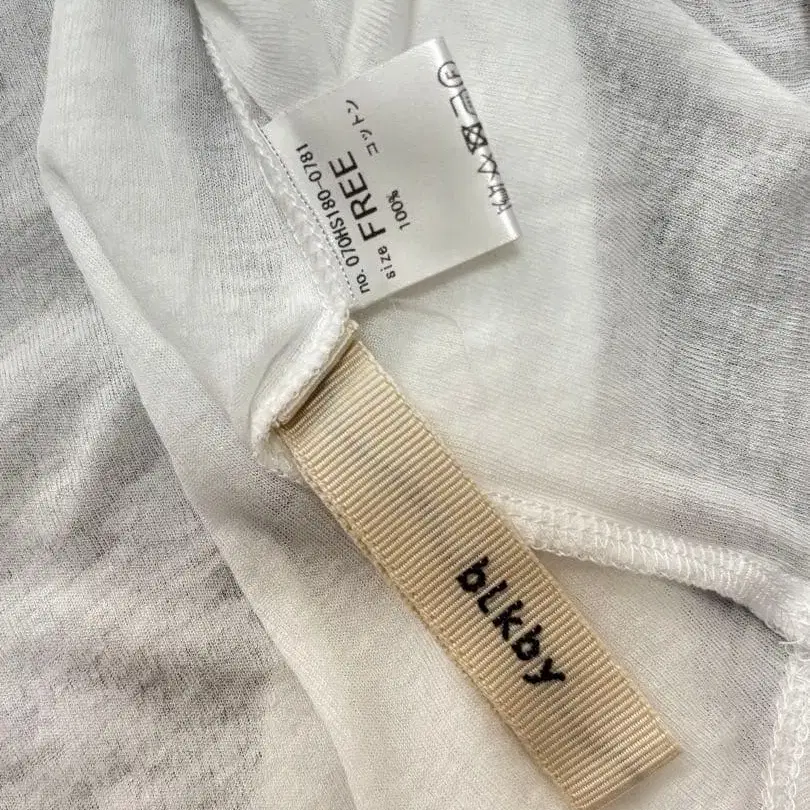 no. 070HS180-0781
size FREE
100% コットン
blkby